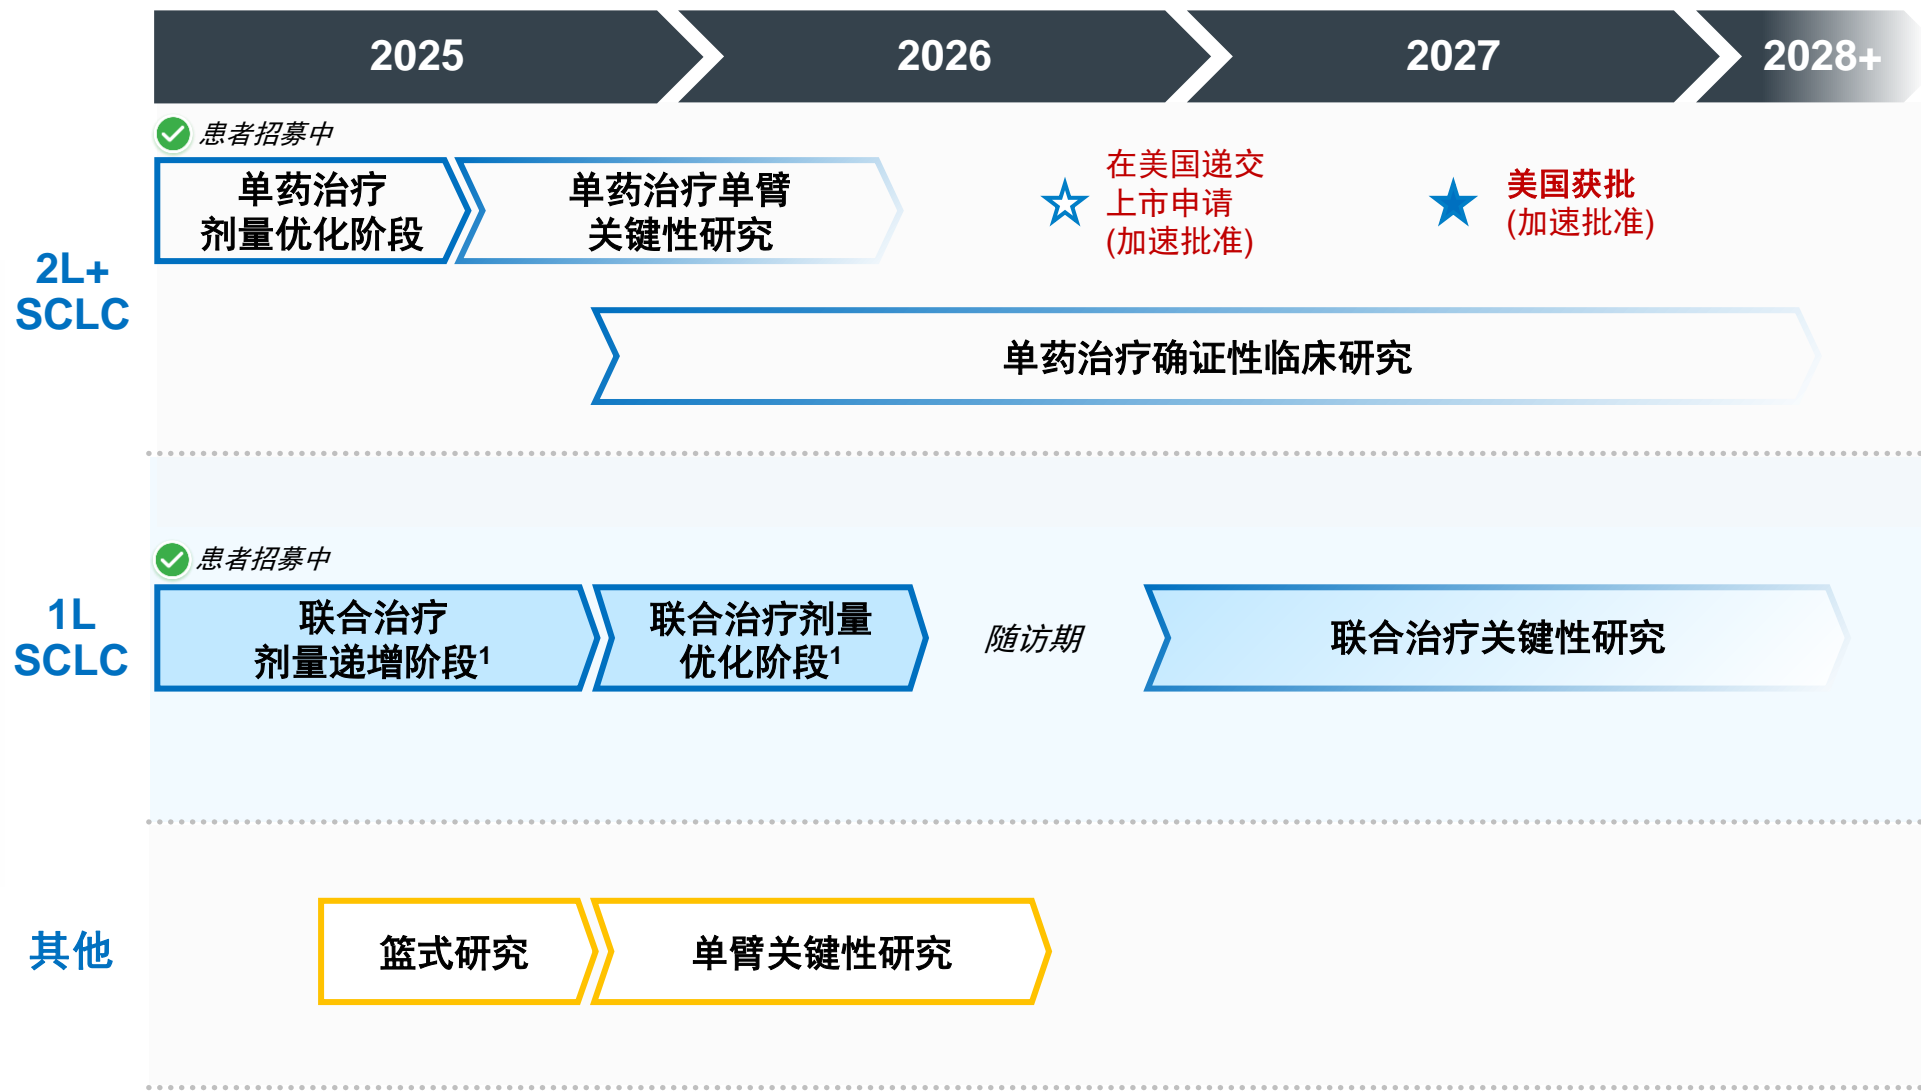 2025
2026
2027
2028+
2L+
SCLC
患者招募中
单药治疗
剂量优化阶段
单药治疗单臂
关键性研究
在美国递交
上市申请
(加速批准)
美国获批
(加速批准)
单药治疗确证性临床研究
1L
SCLC
患者招募中
联合治疗
剂量递增阶段1
联合治疗剂量
优化阶段1
随访期
联合治疗关键性研究
其他
篮式研究
单臂关键性研究